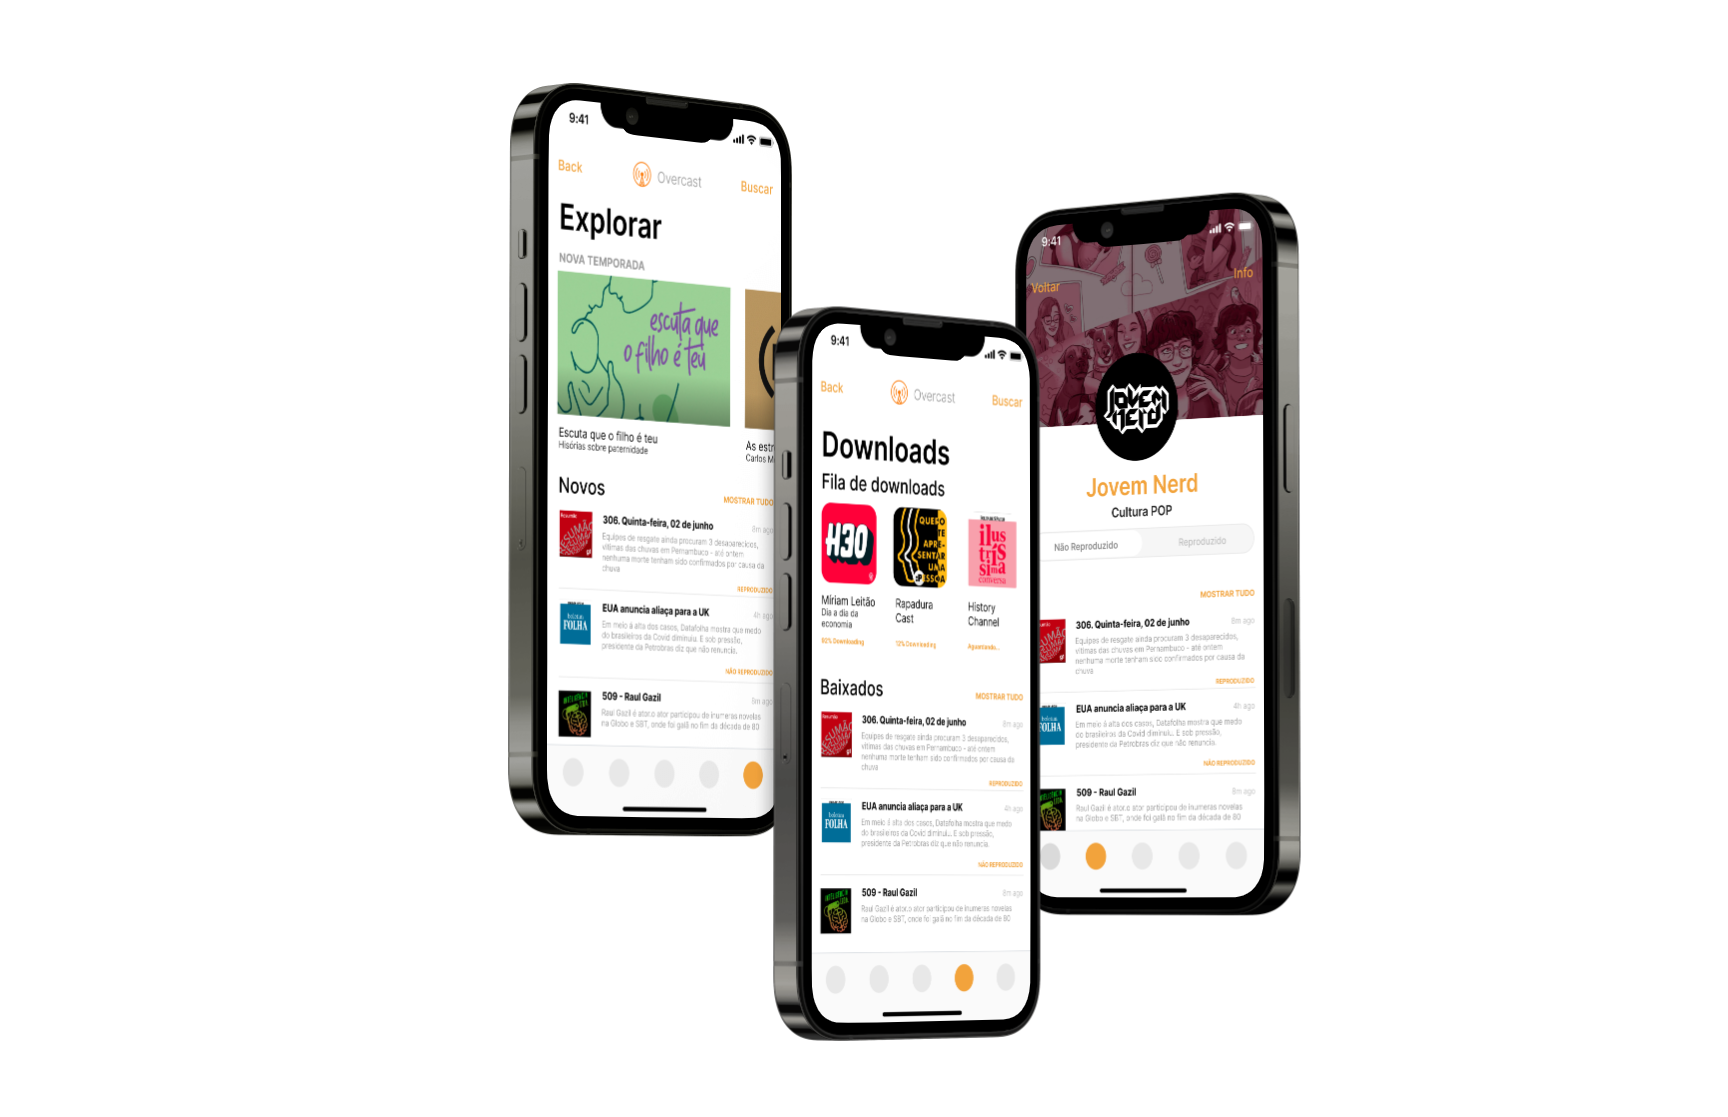 9:41
Back
Overcast
Buscar
Explorar
NOVA TEMPORADA
escuta que
o filho é teu
Escuta que o filho é teu
Hisórias sobre paternidade
As estr
Carlos M
Novos
MOSTRAR TUDO
306. Quinta-feira, 02 de junho
8m ago
Equipes de resgate ainda procuram 3 desaparecidos,
vítimas das chuvas em Pernambuco - até ontem
nenhuma morte tenham sido confirmados por causa da
chuva
REPRODUZIDO
FOLHA
EUA anuncia aliaça para a UK
4h ago
Em meio à alta dos casos, Datafolha mostra que medo
do brasileiros da Covid diminuiu. E sob pressão,
presidente da Petrobras diz que não renuncia.
NÃO REPRODUZIDO
509 - Raul Gazil
8m ago
Raul Gazil é ator.o ator participou de inumeras novelas
na Globo e SBT, onde foi galã no fim da década de 80
9:41
Back
Overcast
Buscar
Downloads
Fila de downloads
H30
QUERO
TE
APRE-
SENTAR
UMA
PESSOA
ilus
trís
sima
conversa
Míriam Leitão
Dia a dia da
economia
Rapadura
Cast
History
Channel
12% Downloading
Aguantando...
Baixados
MOSTRAR TUDO
306. Quinta-feira, 02 de junho
8m ago
Equipes de resgate ainda procuram 3 desaparecidos,
vítimas das chuvas em Pernambuco - até ontem
nenhuma morte tenham sido confirmados por causa da
chuva
REPRODUZIDO
FOLHA
EUA anuncia aliaça para a UK
4h ago
Em meio à alta dos casos, Datafolha mostra que medo
do brasileiros da Covid diminuiu. E sob pressão,
presidente da Petrobras diz que não renuncia.
NÃO REPRODUZIDO
509 - Raul Gazil
8m ago
Raul Gazil é ator.o ator participou de inumeras novelas
na Globo e SBT, onde foi galã no fim da década de 80
9:41
Voltar
Info
JOVEM
NERD
Jovem Nerd
Cultura POP
Não Reproduzido
Reproduzido
MOSTRAR TUDO
306. Quinta-feira, 02 de junho
8m ago
Equipes de resgate ainda procuram 3 desaparecidos,
vítimas das chuvas em Pernambuco - até ontem
nenhuma morte tenham sido confirmados por causa da
chuva
REPRODUZIDO
FOLHA
EUA anuncia aliaça para a UK
4h ago
Em meio à alta dos casos, Datafolha mostra que medo
do brasileiros da Covid diminuiu. E sob pressão,
presidente da Petrobras diz que não renuncia.
NÃO REPRODUZIDO
509 - Raul Gazil
8m ago
Raul Gazil é ator.o ator participou de inumeras novelas
na Globo e SBT, onde foi galã no fim da década de 80